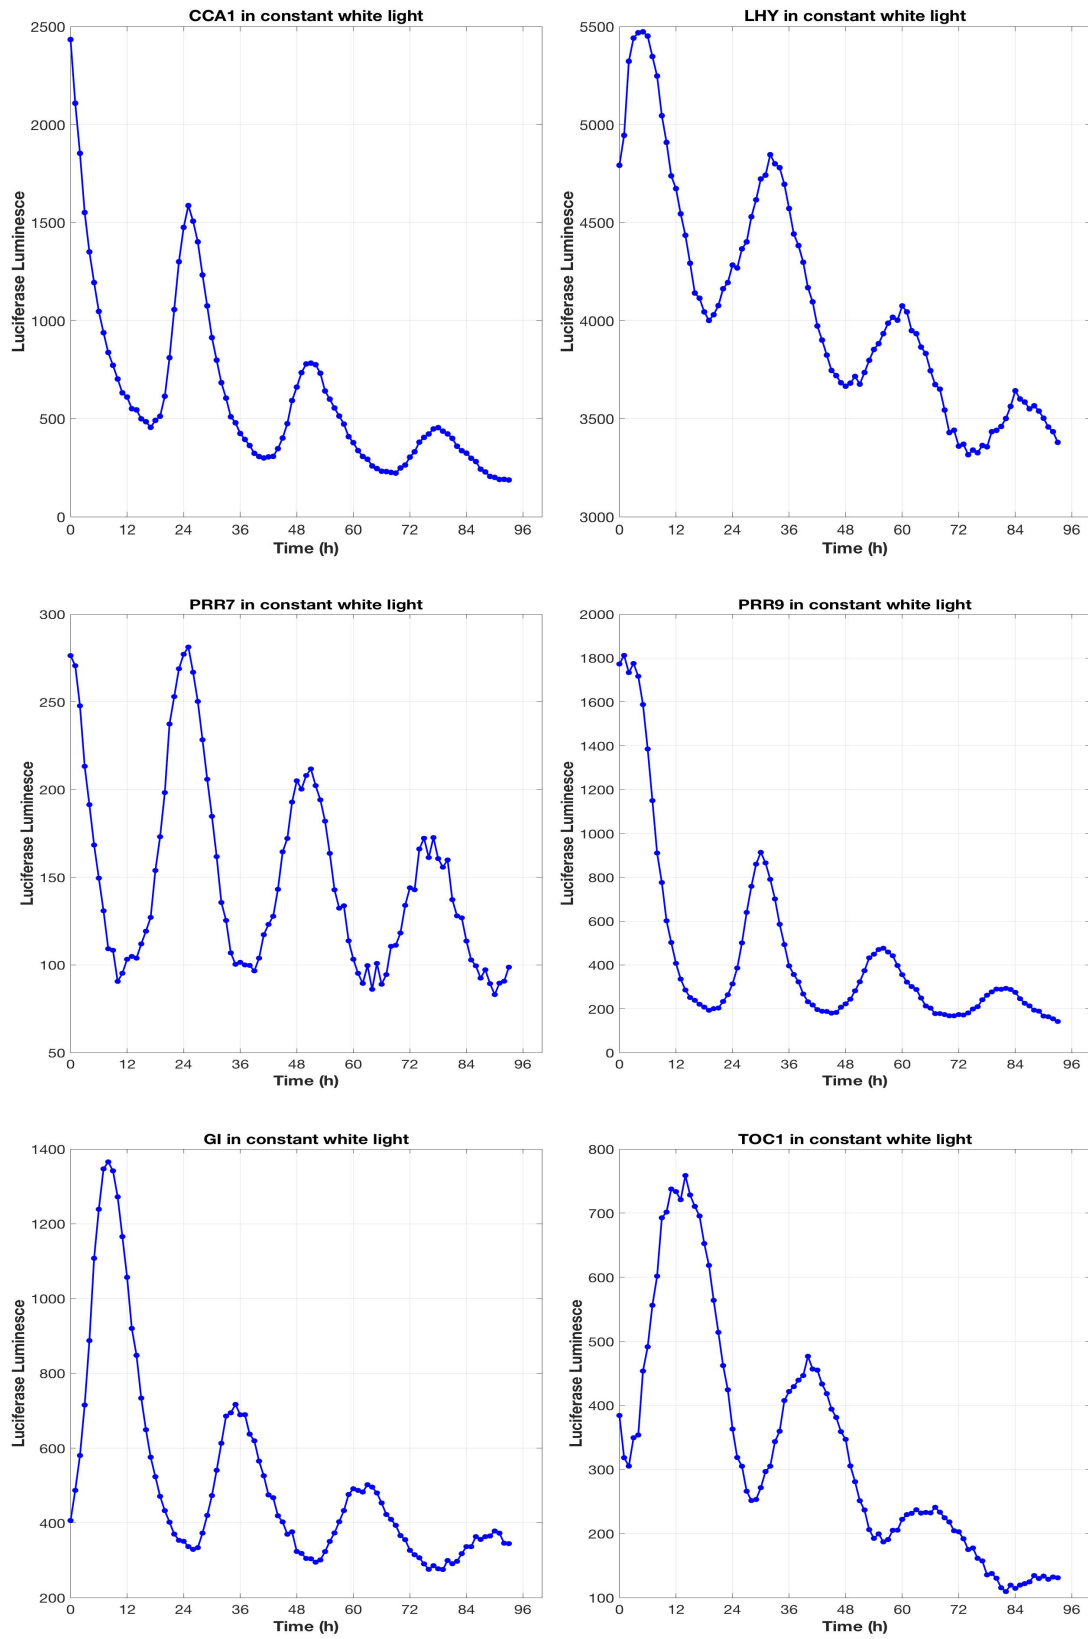 CCA1 in constant white light
2500
2000
1500
1000
500
0
0 12 24 36 48 60 72 84 96
Luciferase Luminesce
Time (h)
LHY in constant white light
5500
5000
4500
4000
3500
3000
0 12 24 36 48 60 72 84 96
Luciferase Luminesce
Time (h)
PRR7 in constant white light
300
250
200
150
100
50
0 12 24 36 48 60 72 84 96
Luciferase Luminesce
Time (h)
PRR9 in constant white light
2000
1800
1600
1400
1200
1000
800
600
400
200
0
0 12 24 36 48 60 72 84 96
Luciferase Luminesce
Time (h)
GI in constant white light
1400
1200
1000
800
600
400
200
0 12 24 36 48 60 72 84 96
Luciferase Luminesce
Time (h)
TOC1 in constant white light
800
700
600
500
400
300
200
100
0 12 24 36 48 60 72 84 96
Luciferase Luminesce
Time (h)